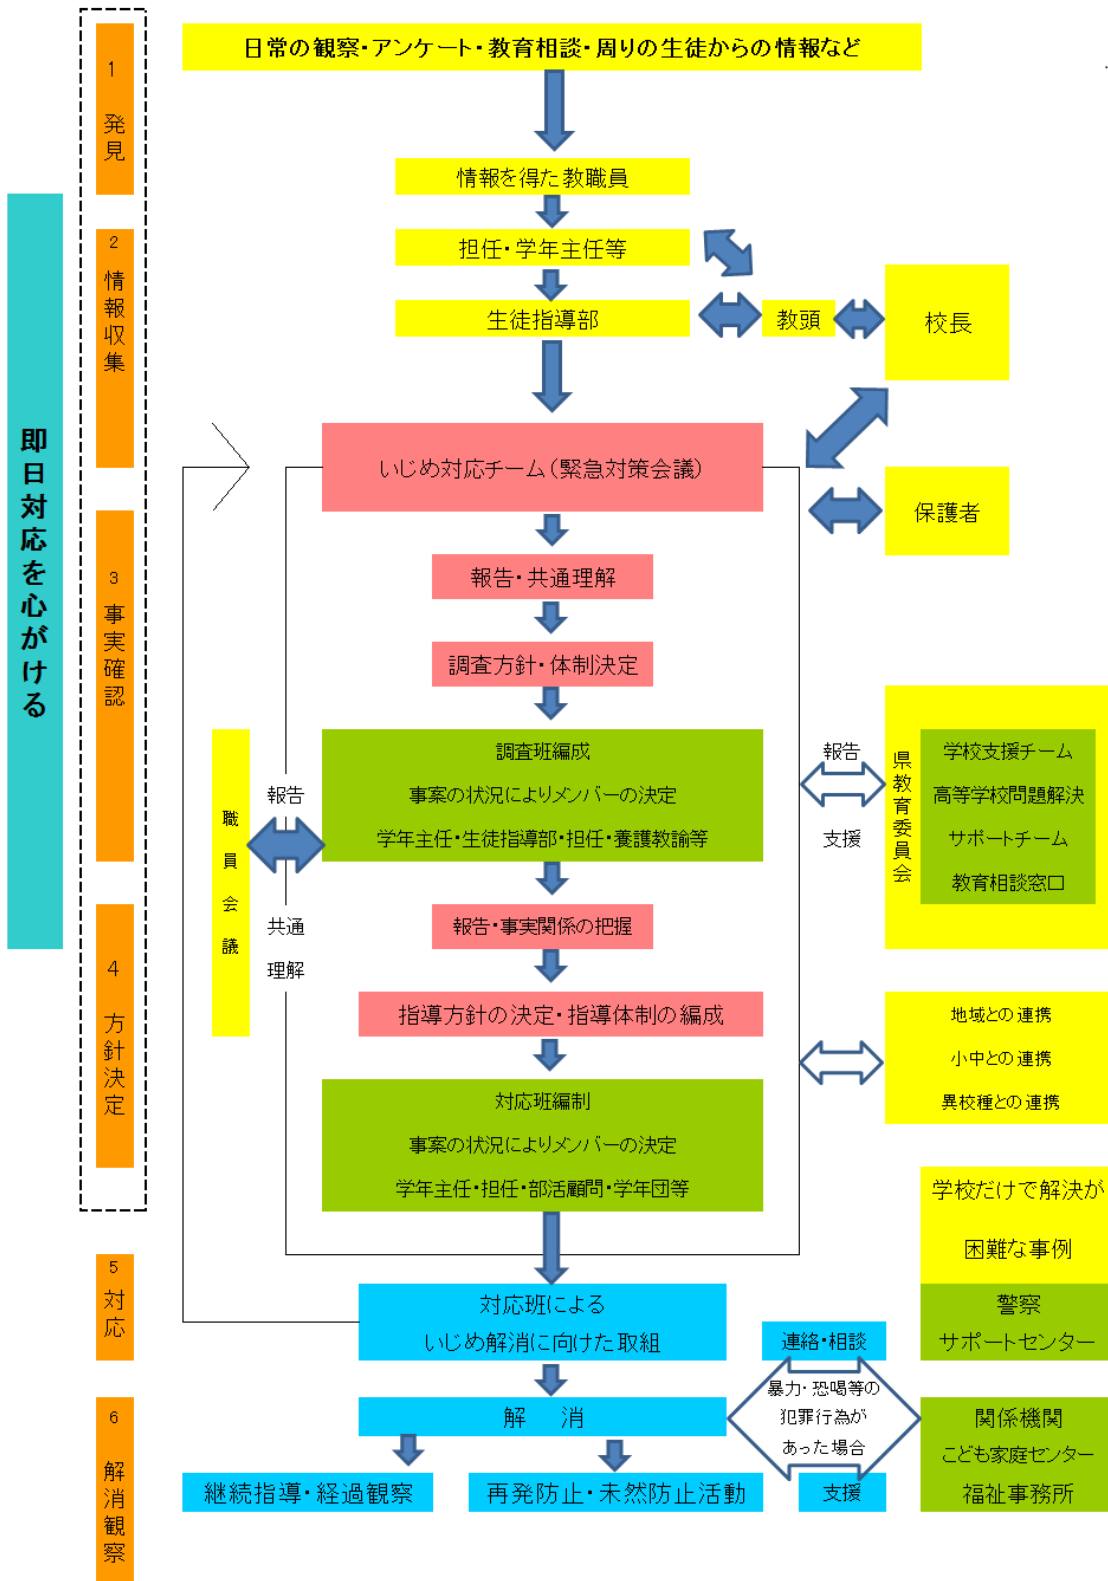 日常の観察・アンケート・教育相談・周りの生徒からの情報など
1 発見
情報を得た教職員
即日対応を心がける
2 情報収集
担任・学年主任等
生徒指導部
教頭
校長
いじめ対応チーム(緊急対策会議)
保護者
3 事実確認
報告・共通理解
調査方針・体制決定
調査班編成
事案の状況によりメンバーの決定
学年主任・生徒指導部・担任・養護教諭等
職員会議
報告
共通
理解
報告
支援
県教育委員会
学校支援チーム
高等学校問題解決
サポートチーム
教育相談窓口
4 方針決定
報告・事実関係の把握
指導方針の決定・指導体制の編成
対応班編制
事案の状況によりメンバーの決定
学年主任・担任・部活顧問・学年団等
地域との連携
小中との連携
異校種との連携
学校だけで解決が
困難な事例
警察
サポートセンター
5 対応
対応班による
いじめ解消に向けた取組
連絡・相談
暴力・恐喝等の
犯罪行為が
あった場合
支援
関係機関
こども家庭センター
福祉事務所
6 解消観察
解 消
継続指導・経過観察
再発防止・未然防止活動